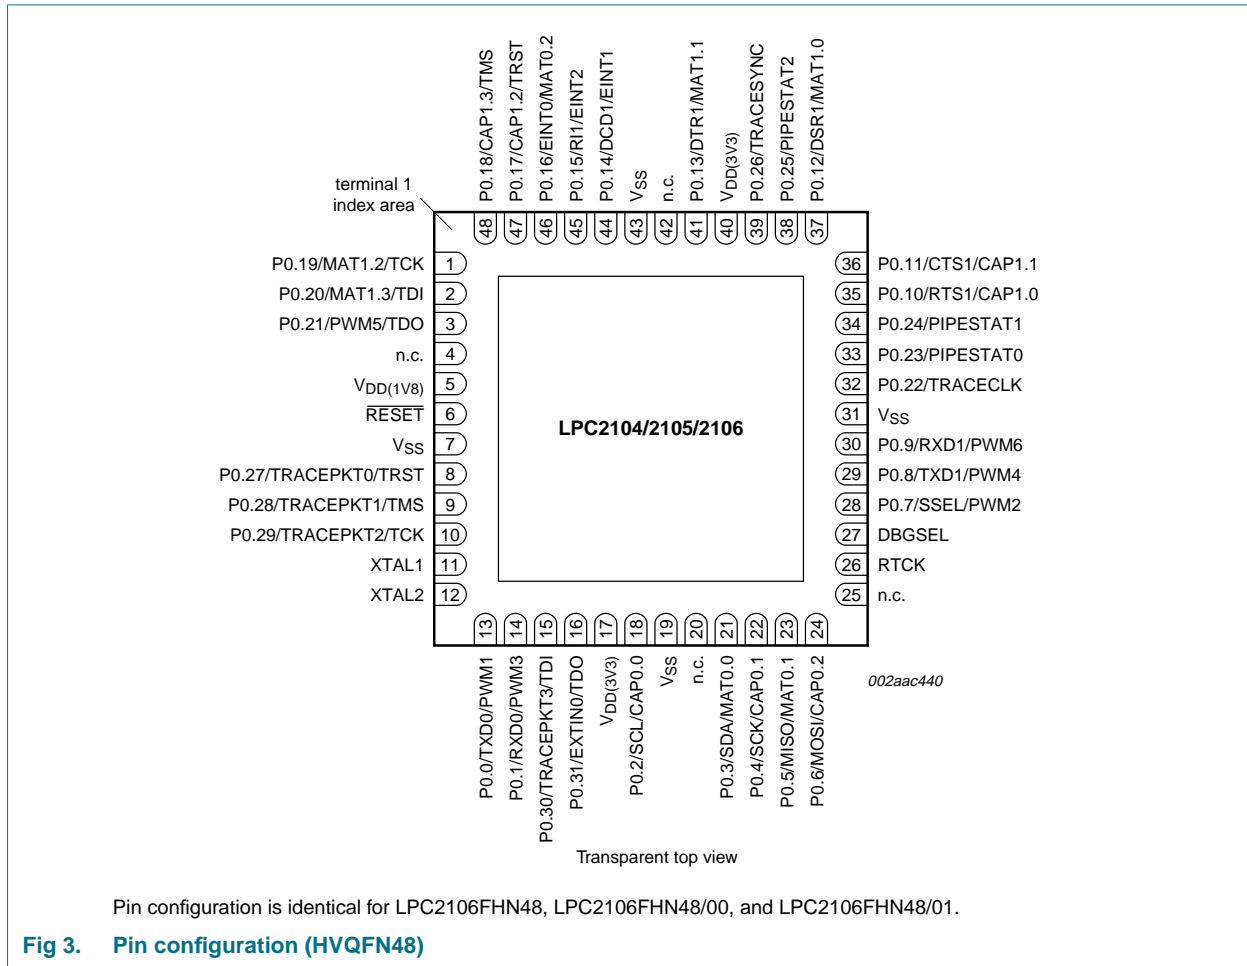 P0.18/CAP1.3/TMS
P0.17/CAP1.2/TRST
P0.16/EINT0/MAT0.2
P0.15/RI1/EINT2
P0.14/DCD1/EINT1
VSS
n.c.
P0.13/DTR1/MAT1.1
VDD(3V3)
P0.26/TRACESYNC
P0.25/PIPESTAT2
P0.12/DSR1/MAT1.0
terminal 1
index area
48
47
46
45
44
43
42
41
40
39
38
37
P0.19/MAT1.2/TCK 1
P0.20/MAT1.3/TDI 2
P0.21/PWM5/TDO 3
n.c. 4
VDD(1V8) 5
RESET 6
VSS 7
P0.27/TRACEPKT0/TRST 8
P0.28/TRACEPKT1/TMS 9
P0.29/TRACEPKT2/TCK 10
XTAL1 11
XTAL2 12
LPC2104/2105/2106
36 P0.11/CTS1/CAP1.1
35 P0.10/RTS1/CAP1.0
34 P0.24/PIPESTAT1
33 P0.23/PIPESTAT0
32 P0.22/TRACECLK
31 VSS
30 P0.9/RXD1/PWM6
29 P0.8/TXD1/PWM4
28 P0.7/SSEL/PWM2
27 DBGSEL
26 RTCK
25 n.c.
13
14
15
16
17
18
19
20
21
22
23
24
P0.0/TXD0/PWM1
P0.1/RXD0/PWM3
P0.30/TRACEPKT3/TDI
P0.31/EXTIN0/TDO
VDD(3V3)
P0.2/SCL/CAP0.0
VSS
n.c.
P0.3/SDA/MAT0.0
P0.4/SCK/CAP0.1
P0.5/MISO/MAT0.1
P0.6/MOSI/CAP0.2
002aac440
Transparent top view
Pin configuration is identical for LPC2106FHN48, LPC2106FHN48/00, and LPC2106FHN48/01.
Fig 3. Pin configuration (HVQFN48)